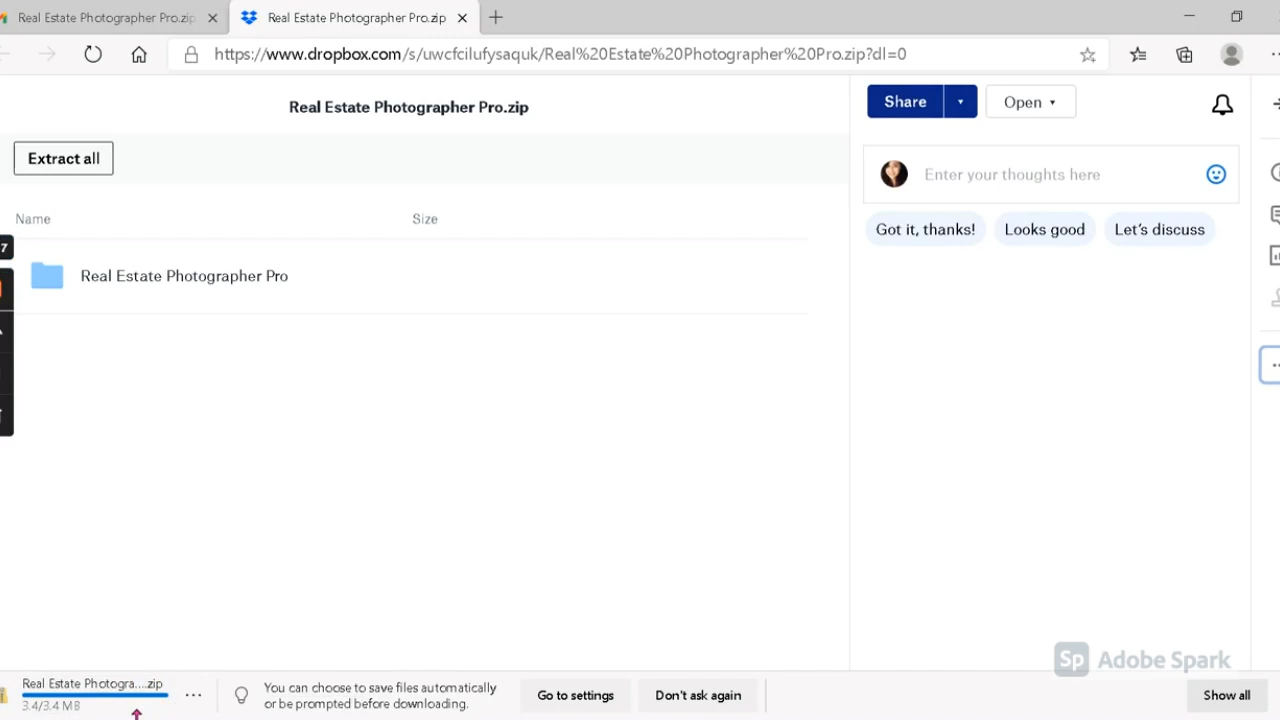 Real Estate Photographer Pro.zip
Real Estate Photographer Pro.zip
https://www.dropbox.com/s/uwcfcilufysaquk/Real%20Estate%20Photographer%20Pro.zip?dl=0
Real Estate Photographer Pro.zip
Share
Open
Extract all
Enter your thoughts here
Name
Size
Got it, thanks!
Looks good
Let's discuss
7
Real Estate Photographer Pro
Sp Adobe Spark
Real Estate Photogra....zip
3.4/3.4 MB
You can choose to save files automatically
or be prompted before downloading.
Go to settings
Don't ask again
Show all